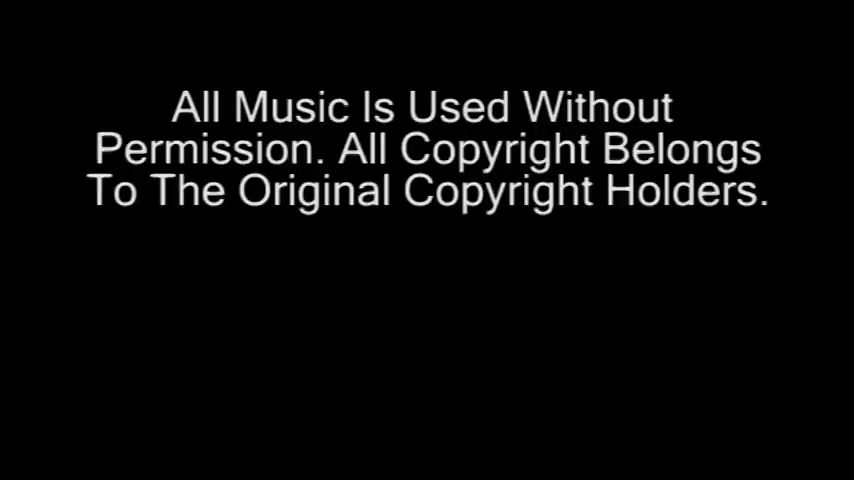 All Music Is Used Without
Permission. All Copyright Belongs
To The Original Copyright Holders.